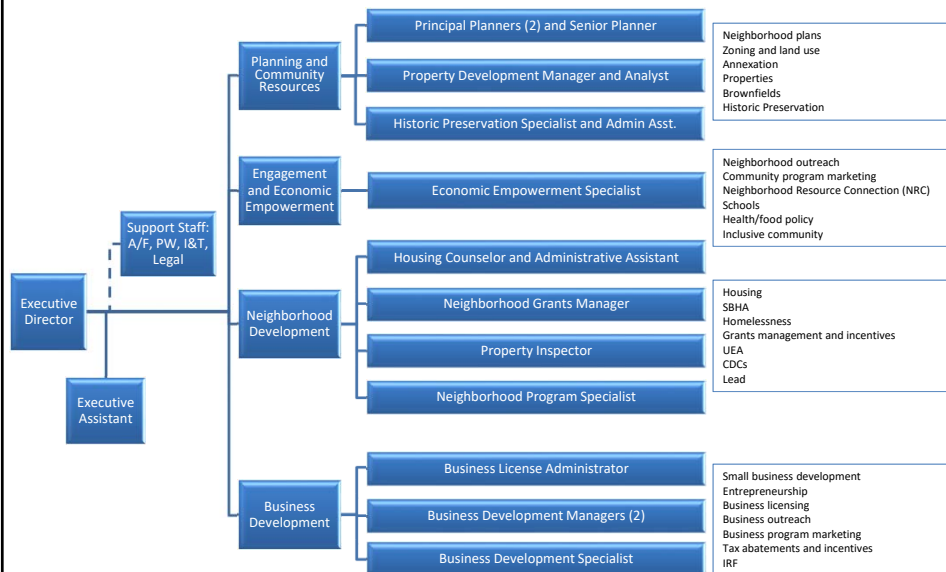 Principal Planners (2) and Senior Planner
Planning and
Community
Resources
Property Development Manager and Analyst
Historic Preservation Specialist and Admin Asst.
Neighborhood plans
Zoning and land use
Annexation
Properties
Brownfields
Historic Preservation
Engagement
and Economic
Empowerment
Economic Empowerment Specialist
Neighborhood outreach
Community program marketing
Neighborhood Resource Connection (NRC)
Schools
Health/food policy
Inclusive community
Support Staff:
A/F, PW, I&T,
Legal
Executive
Director
Executive
Assistant
Neighborhood
Development
Housing Counselor and Administrative Assistant
Neighborhood Grants Manager
Property Inspector
Neighborhood Program Specialist
Housing
SBHA
Homelessness
Grants management and incentives
UEA
CDCs
Lead
Business
Development
Business License Administrator
Business Development Managers (2)
Business Development Specialist
Small business development
Entrepreneurship
Business licensing
Business outreach
Business program marketing
Tax abatements and incentives
IRF